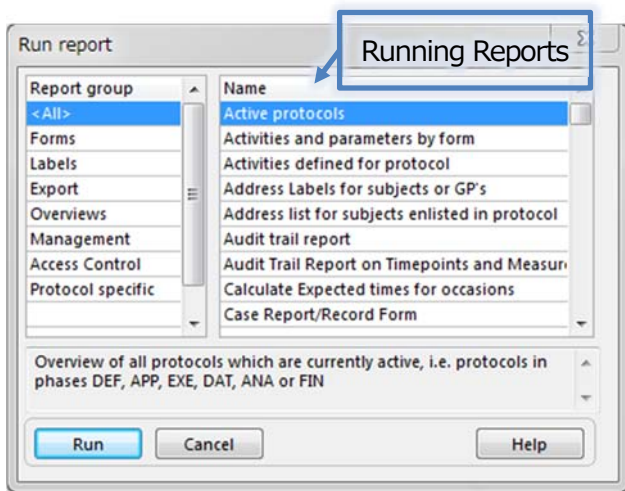 Run report
Running Reports
Report group
<All>
Forms
Labels
Export
Overviews
Management
Access Control
Protocol specific
Name
Active protocols
Activities and parameters by form
Activities defined for protocol
Address Labels for subjects or GP's
Address list for subjects enlisted in protocol
Audit trail report
Audit Trail Report on Timepoints and Measur
Calculate Expected times for occasions
Case Report/Record Form
Overview of all protocols which are currently active, i.e. protocols in
phases DEF, APP, EXE, DAT, ANA or FIN
Run
Cancel
Help